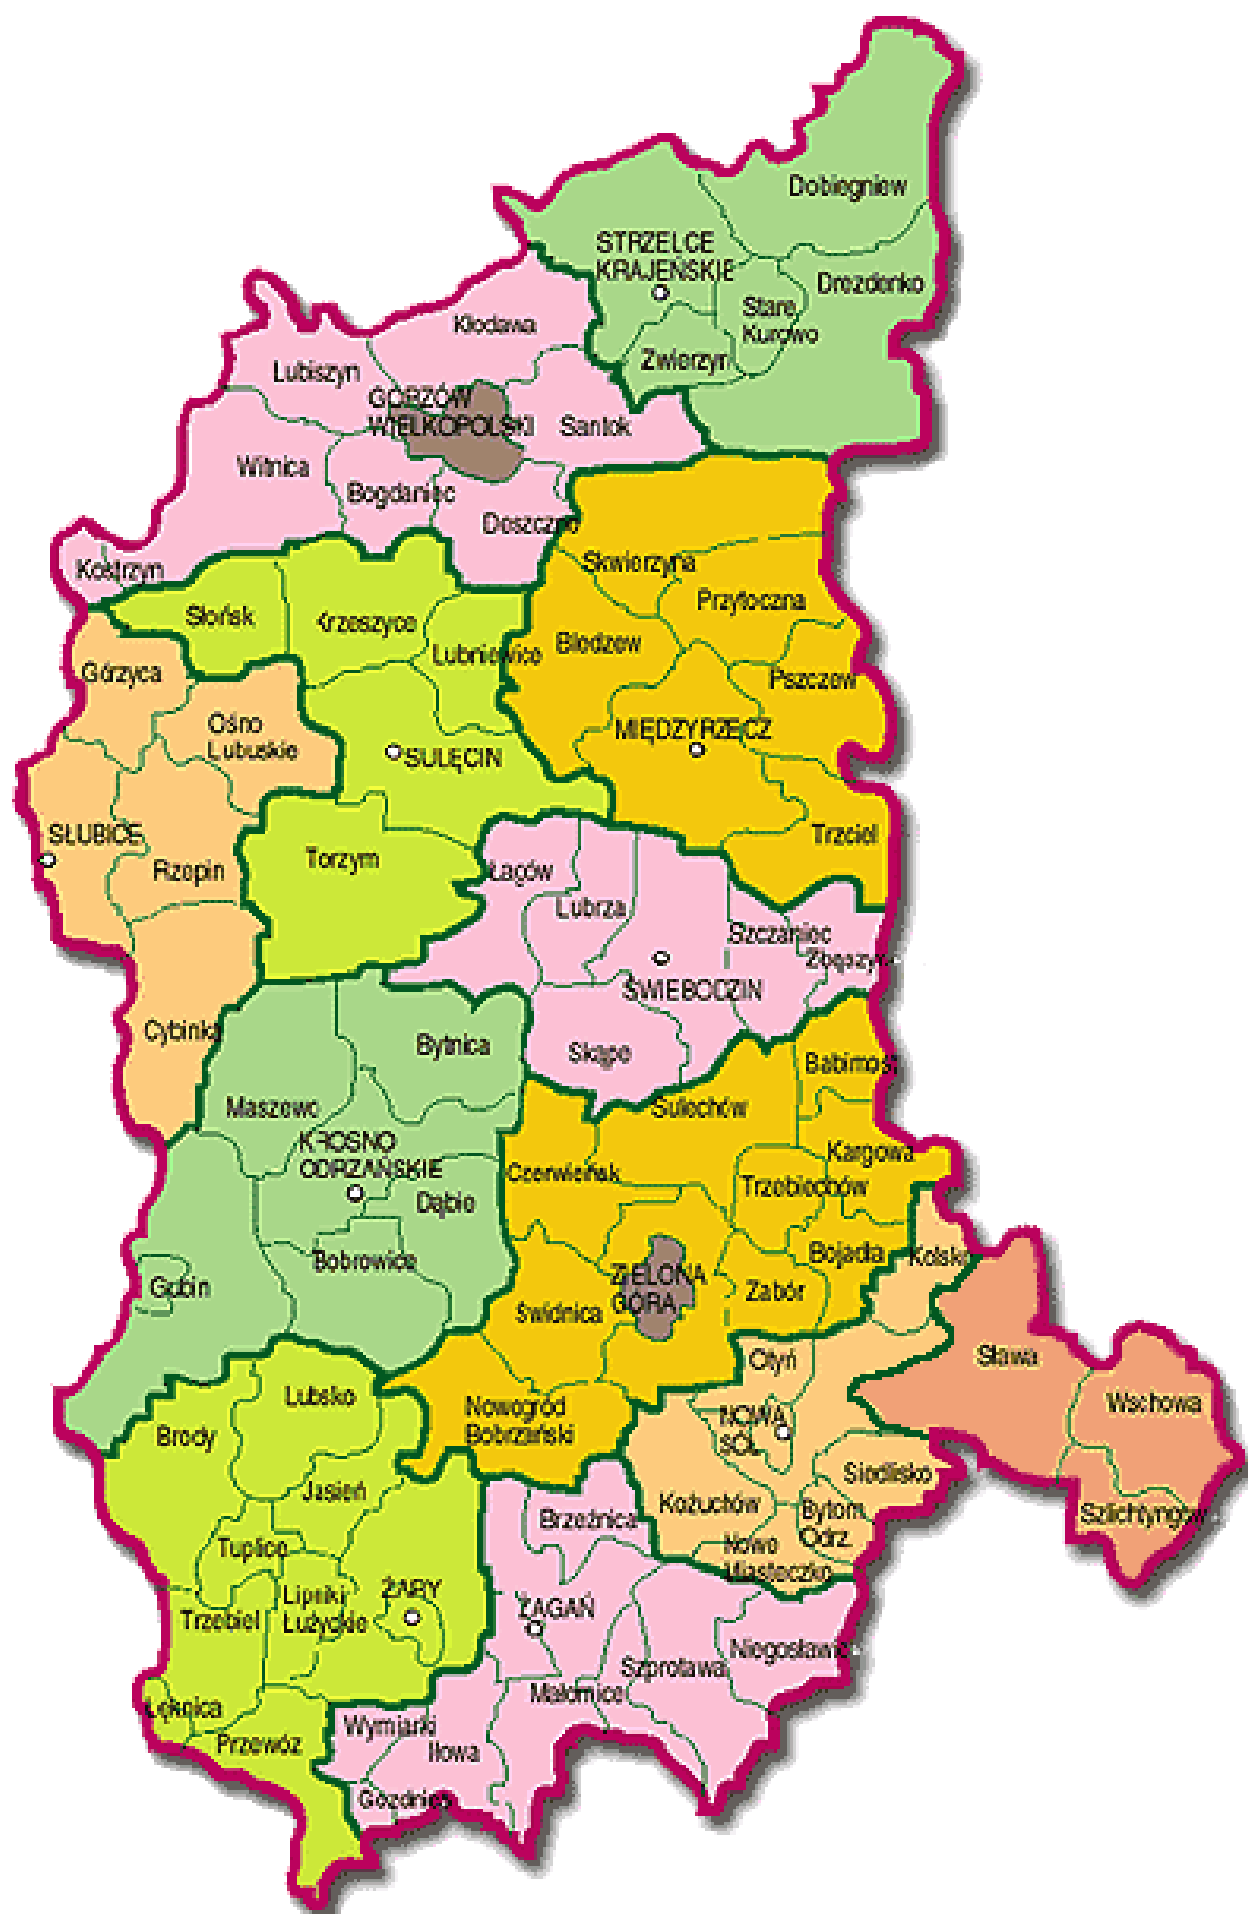 Dobiegniew
STRZELCE
KRAJEŃSKIE
Drezdenko
Stare
Kurowo
Kłodawa
Zwierzyn
Lubiszyn
GORZÓW
WIELKOPOLSKI
Santok
Witnica
Bogdaniec
Deszczno
Skwierzyna
Kostrzyn
Przytoczna
Słońsk
Krzeszyce
Lubniewice
Bledzew
Górzyca
Pszczew
Ośno
Lubuskie
MIĘDZYRZECZ
SULĘCIN
SŁUBICE
Trzciel
Torzym
Rzepin
Łagów
Lubrza
Szczaniec
Zbąszyn
ŚWIEBODZIN
Cybinka
Bytnica
Skąpe
Babimost
Maszewo
Sulechów
KROSNO
ODRZAŃSKIE
Kargowa
Czerwieńsk
Trzebiechów
Dąbie
Bobrowice
Bojadła
Kolsko
Gubin
ZIELONA
GÓRA
Zabór
Świdnica
Otyń
Sława
Lubsko
Wschowa
Nowogród
Bobrzański
NOWA
SÓL
Brody
Siedlisko
Jasień
Kożuchów
Bytom
Odrz.
Brzeźnica
Szlichtyngow
Tuplice
Nowe
Miasteczko
Lipinki
Łużyckie
ŻARY
Trzebiel
ŻAGAŃ
Niegosławic
Szprotawa
Małomice
Łęknica
Wymiarki
Przewóz
Iłowa
Gozdnica